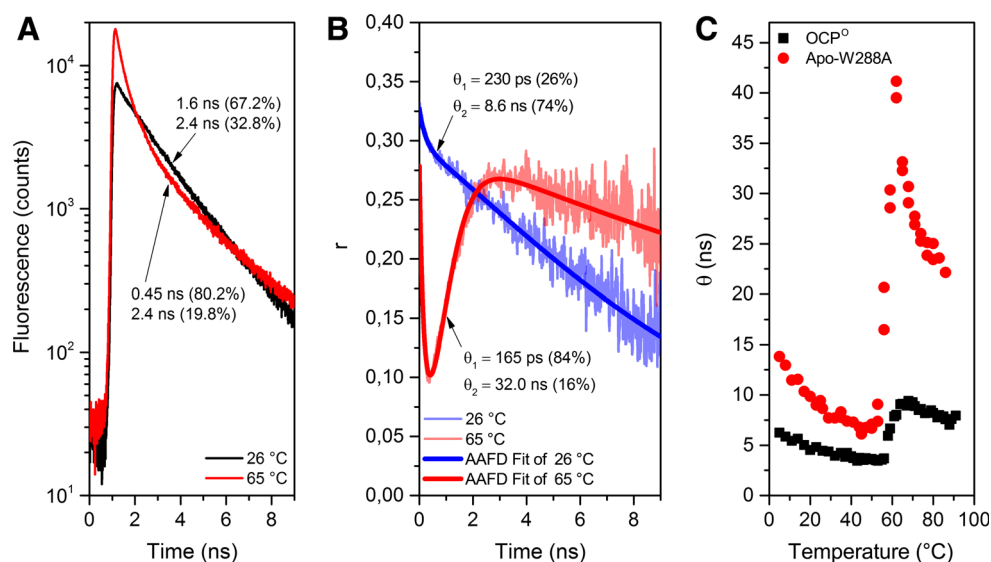 A
Fluorescence (counts)
10⁴
10³
10²
10¹
1.6 ns (67.2%)
2.4 ns (32.8%)
0.45 ns (80.2%)
2.4 ns (19.8%)
26 °C
65 °C
0 2 4 6 8
Time (ns)
B
r
0,40
0,35
0,30
0,25
0,20
0,15
0,10
0,05
0,00
θ₁ = 230 ps (26%)
θ₂ = 8.6 ns (74%)
θ₁ = 165 ps (84%)
θ₂ = 32.0 ns (16%)
26 °C
65 °C
AAFD Fit of 26 °C
AAFD Fit of 65 °C
0 2 4 6 8
Time (ns)
C
OCPᴼ
Apo-W288A
θ (ns)
45
40
35
30
25
20
15
10
5
0
0 20 40 60 80 100
Temperature (°C)